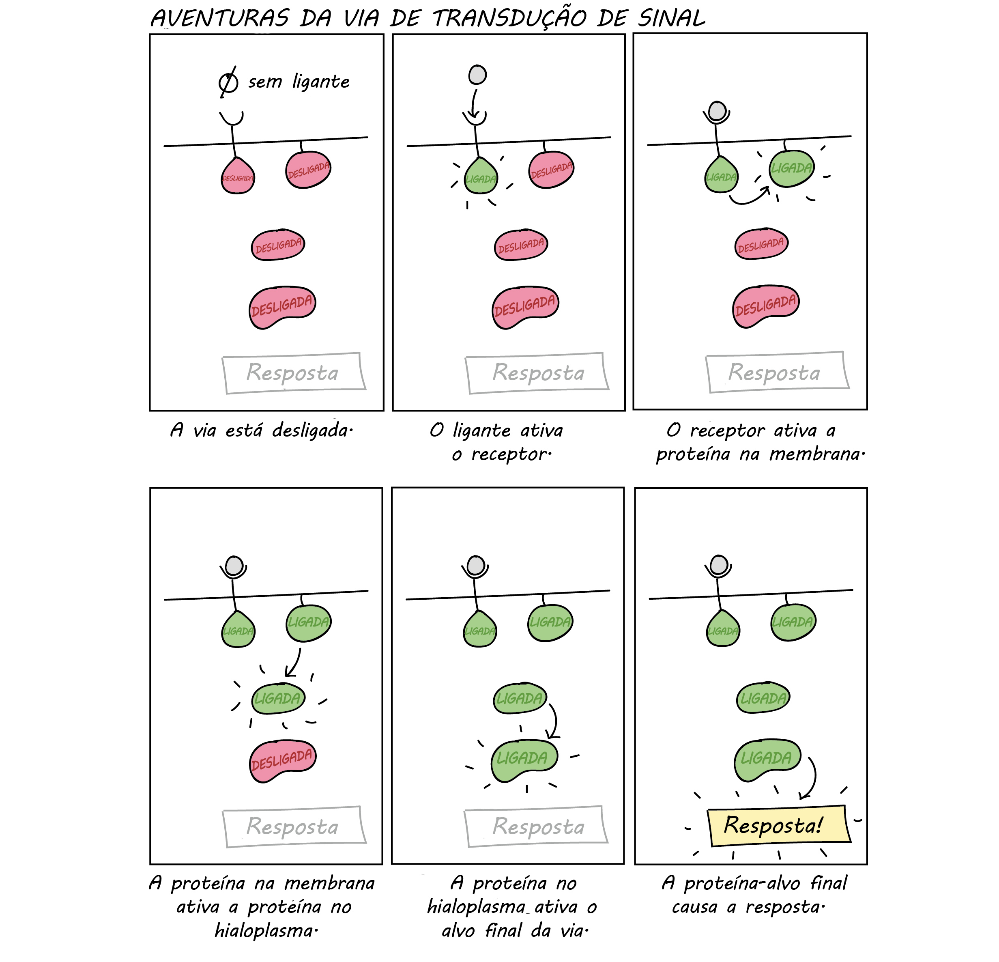 AVENTURAS DA VIA DE TRANSDUÇÃO DE SINAL
sem ligante
DESLIGADA
DESLIGADA
DESLIGADA
DESLIGADA
Resposta
A via está desligada.
LIGADA
DESLIGADA
DESLIGADA
DESLIGADA
Resposta
O ligante ativa
o receptor.
LIGADA
LIGADA
DESLIGADA
DESLIGADA
Resposta
O receptor ativa a
proteína na membrana.
LIGADA
LIGADA
LIGADA
DESLIGADA
Resposta
A proteína na membrana
ativa a proteína no
hialoplasma.
LIGADA
LIGADA
LIGADA
LIGADA
Resposta
A proteína no
hialoplasma ativa o
alvo final da via.
LIGADA
LIGADA
LIGADA
LIGADA
Resposta!
A proteína-alvo final
causa a resposta.